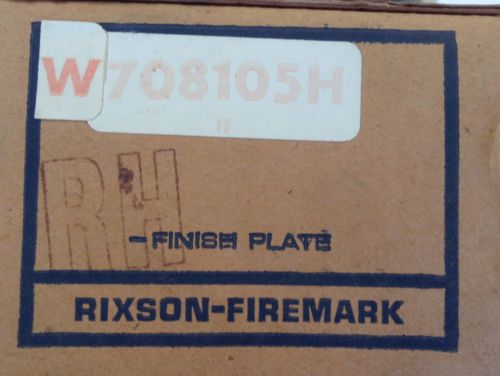 W708105H
RH
-FINISH PLATE
RIXSON-FIREMARK